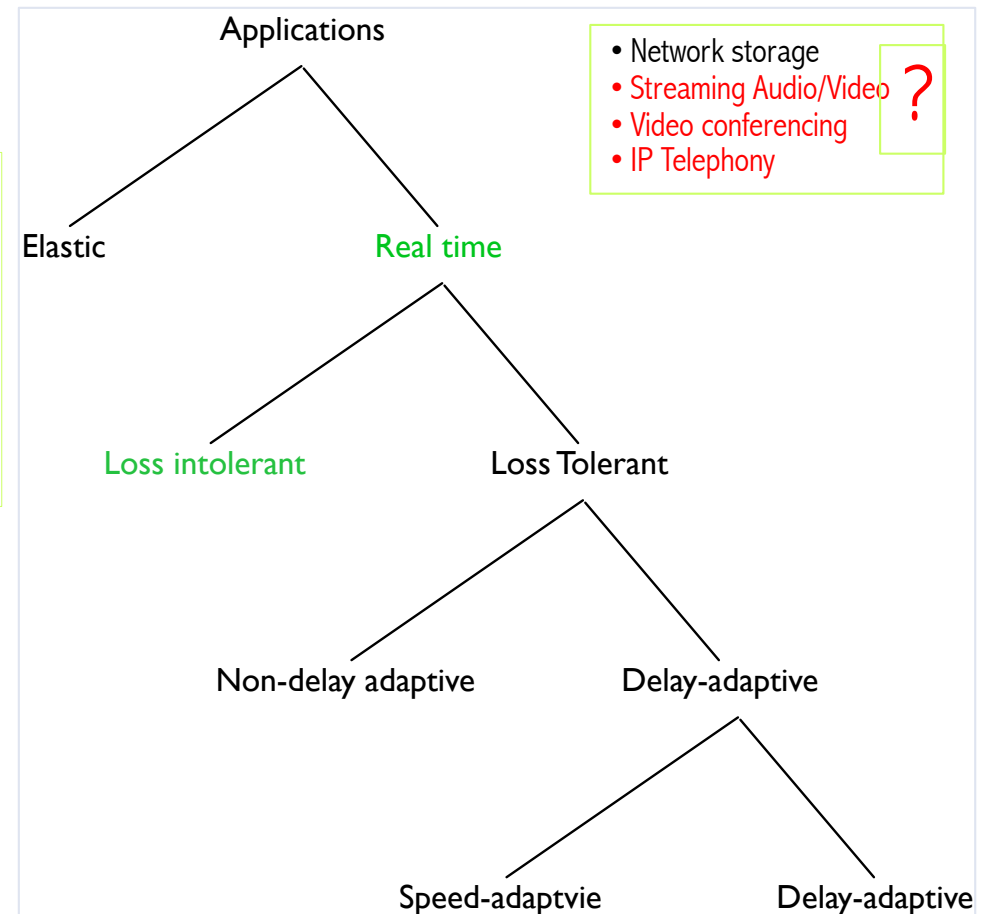 Applications
• Network storage
• Streaming Audio/Video
• Video conferencing
• IP Telephony
?
Elastic
Real time
Loss intolerant
Loss Tolerant
Non-delay adaptive
Delay-adaptive
Speed-adaptvie
Delay-adaptive